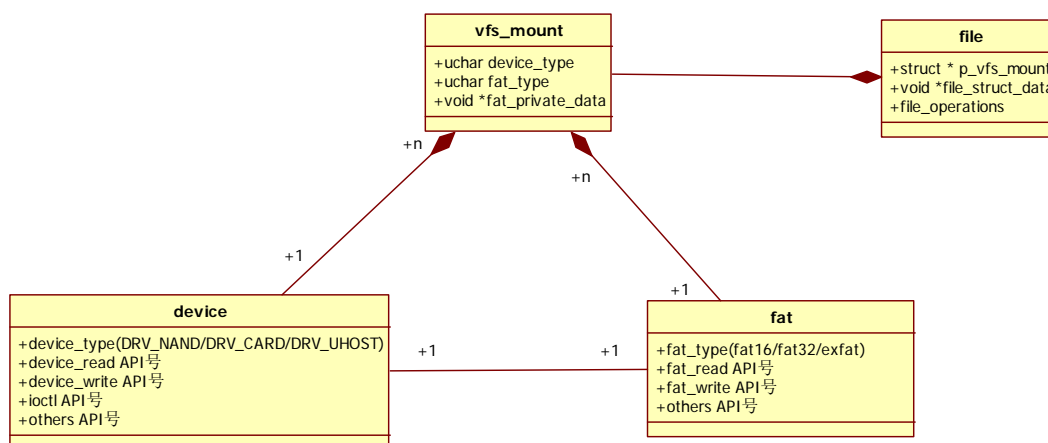 vfs_mount
+uchar device_type
+uchar fat_type
+void *fat_private_data
file
+struct * p_vfs_mount
+void *file_struct_data
+file_operations
+n
+n
+1
+1
device
+device_type(DRV_NAND/DRV_CARD/DRV_UHOST)
+device_read API号
+device_write API号
+ioctl API号
+others API号
+1
+1
fat
+fat_type(fat16/fat32/exfat)
+fat_read API号
+fat_write API号
+others API号